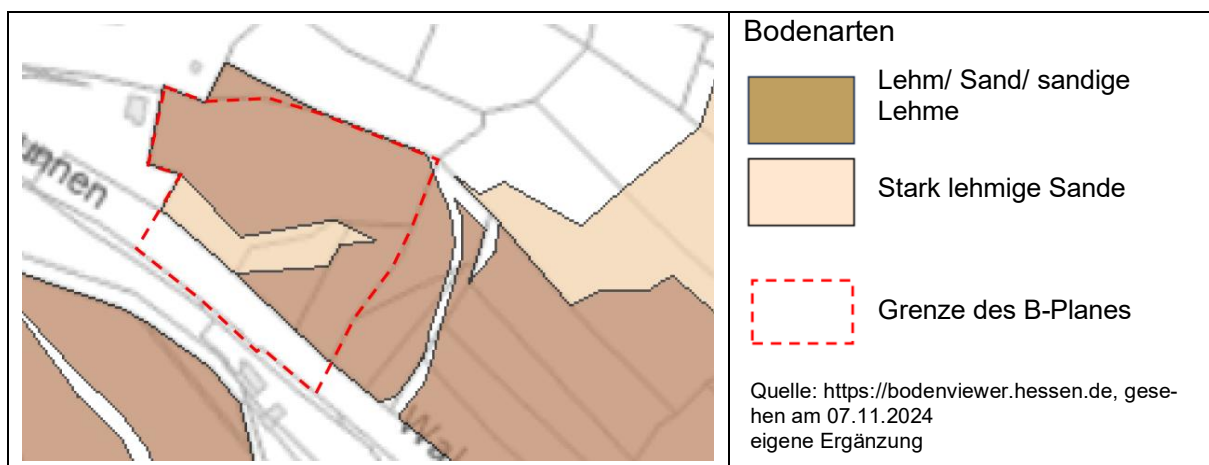 unnen
Wal
Bodenarten
Lehm/ Sand/ sandige
Lehme
Stark lehmige Sande
Grenze des B-Planes
Quelle: https://bodenviewer.hessen.de, gese-
hen am 07.11.2024
eigene Ergänzung